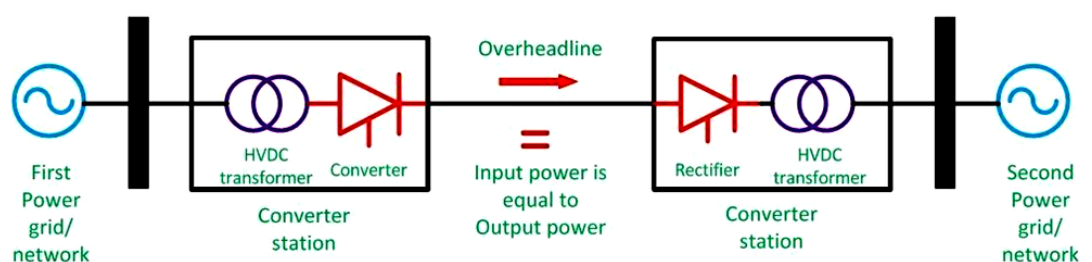 First
Power
grid/
network
HVDC
transformer
Converter
Converter
station
Overheadline
Input power is
equal to
Output power
Rectifier
HVDC
transformer
Converter
station
Second
Power
grid/
network